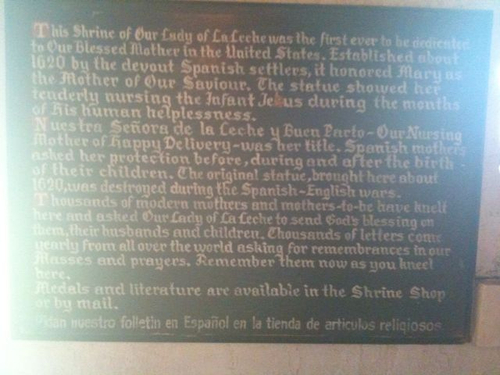 This Shrine of Our Lady of La Leche was the first ever to be dedicated
to Our Blessed Mother in the United States. Established about
1620 by the devout Spanish settlers, it honored Mary as
the Mother of Our Saviour. The statue showed her
tenderly nursing the Infant Jesus during the months
of His human helplessness.
Nuestra Señora de la Leche y Buen Parto - Our Nursing
Mother of Happy Delivery - was her title. Spanish mothers
asked her protection before, during and after the birth
of their children. The original statue, brought here about
1620, was destroyed during the Spanish-English wars.
Thousands of modern mothers and mothers-to-be have knelt
here and asked Our Lady of La Leche to send God's blessing on
them, their husbands and children. Thousands of letters come
yearly from all over the world asking for remembrances in our
Masses and prayers. Remember them now as you kneel
here.
Medals and literature are available in the Shrine Shop
or by mail.
Pidan nuestro folletin en Español en la tienda de articulos religiosos